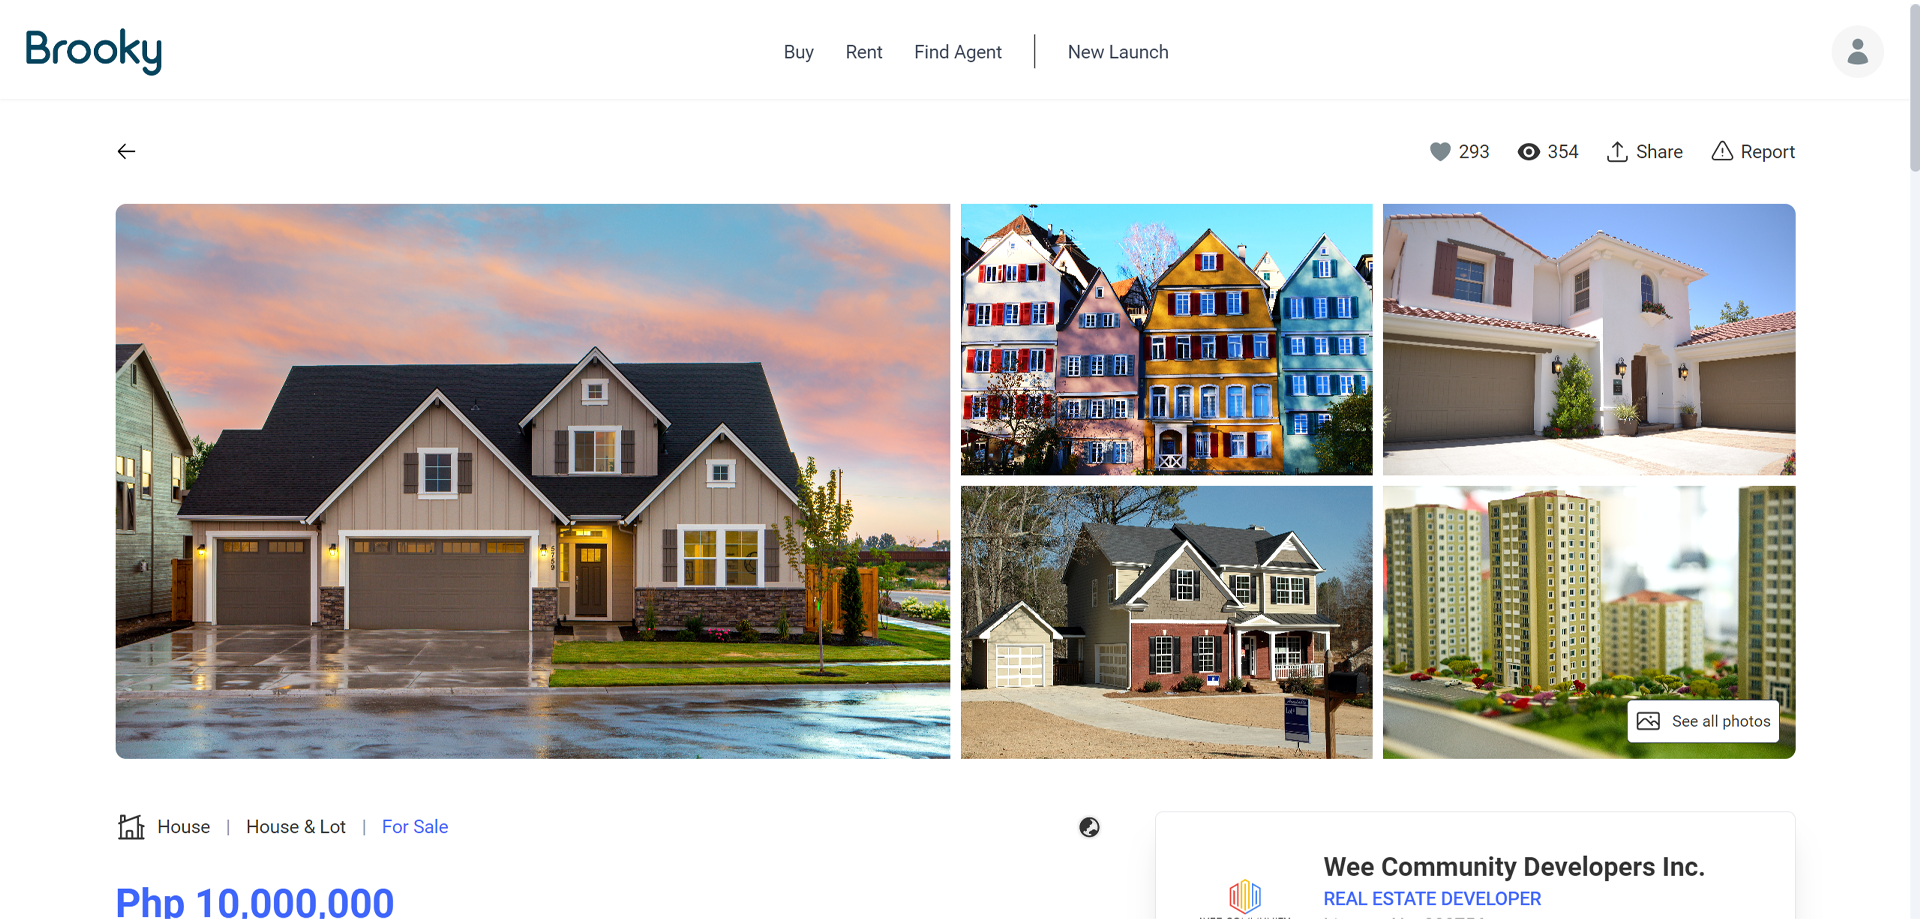 Brooky
Buy
Rent
Find Agent
New Launch
293
354
Share
Report
5759
See all photos
House | House & Lot | For Sale
Php 10,000,000
Wee Community Developers Inc.
REAL ESTATE DEVELOPER